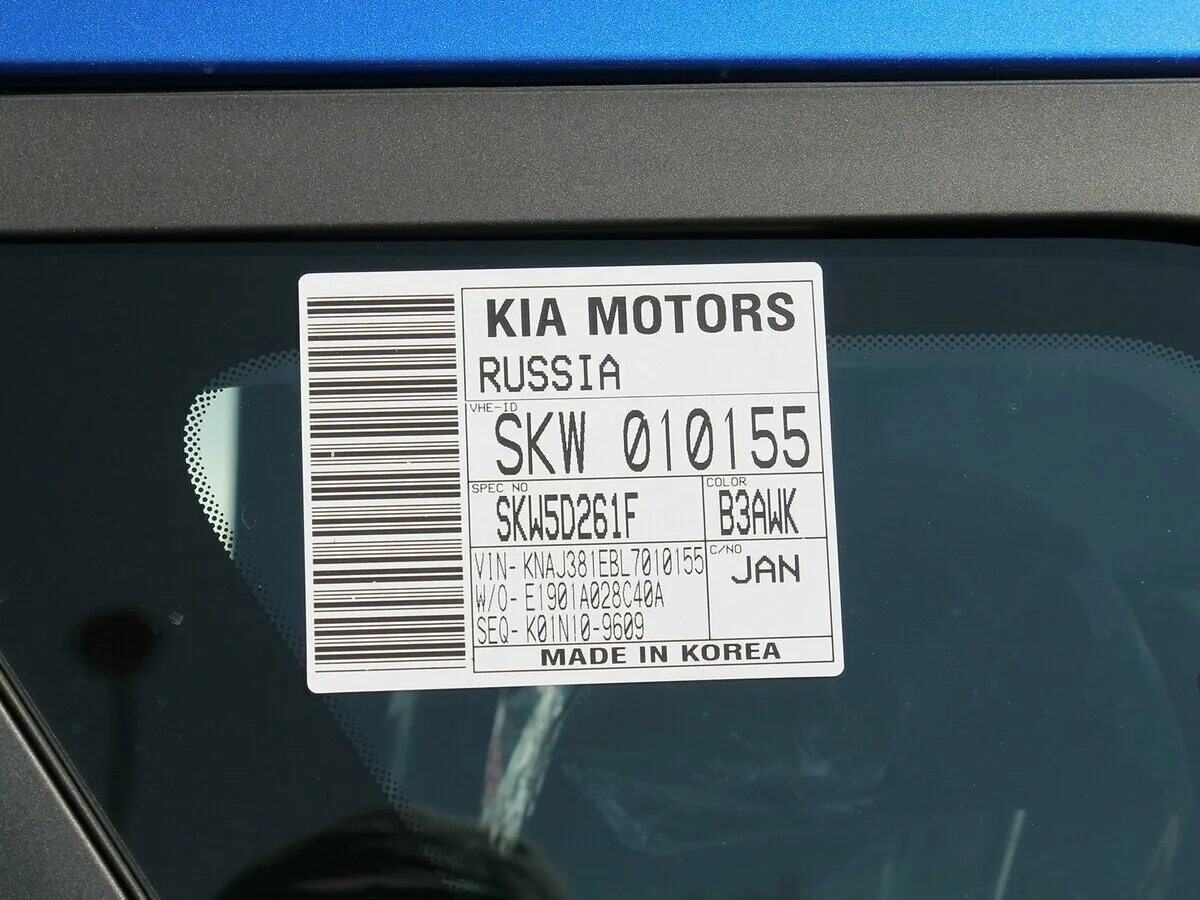 KIA MOTORS
RUSSIA
VHE-ID
SKW 010155
SPEC NO
SKW5D261F
COLOR
B3AWK
VIN- KNAJ381EBL7010155
W/O- E1901A028C40A
SEQ- K01N10-9609
C/NO
JAN
MADE IN KOREA